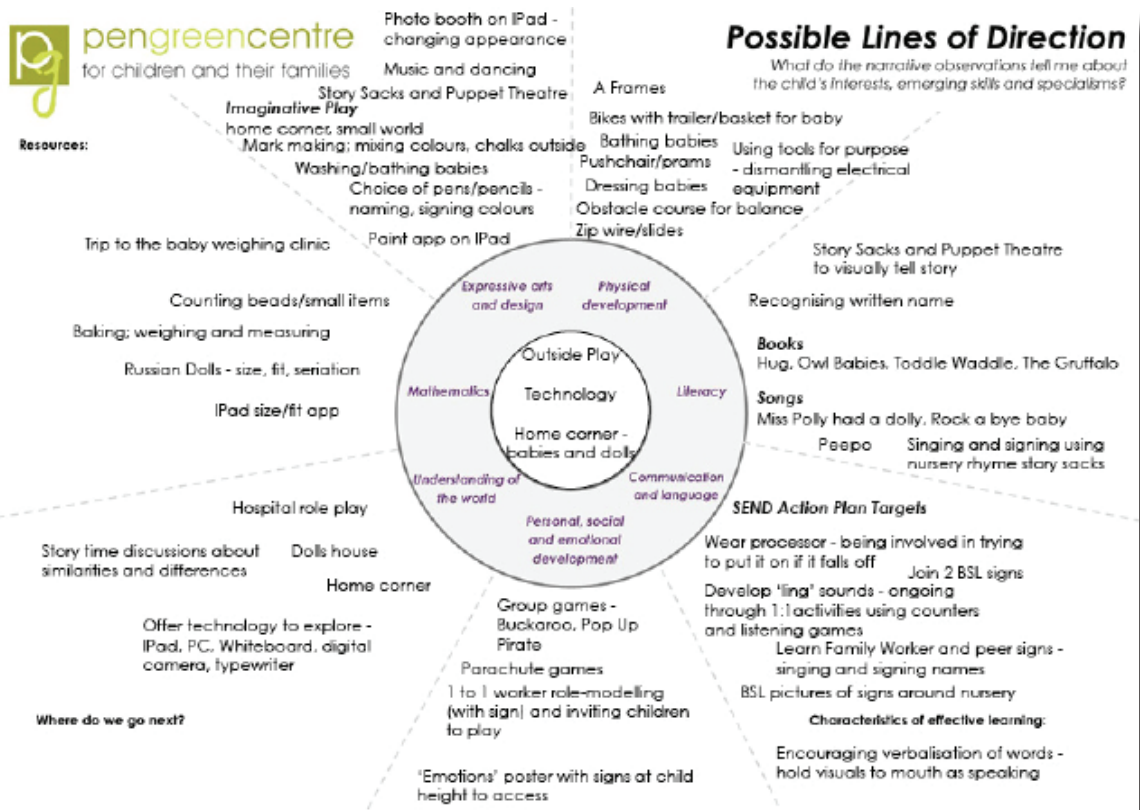 pengreencentre
for children and their families
Possible Lines of Direction
What do the narrative observations tell me about
the child's interests, emerging skills and specialisms?
Resources:
Photo booth on IPad -
changing appearance
Music and dancing
Story Sacks and Puppet Theatre
Imaginative Play
home corner, small world
Mark making; mixing colours, chalks outside
Washing/bathing babies
Choice of pens/pencils -
naming, signing colours
Paint app on IPad
A Frames
Bikes with trailer/basket for baby
Bathing babies
Pushchair/prams
Dressing babies
Using tools for purpose
- dismantling electrical
equipment
Obstacle course for balance
Zip wire/slides
Story Sacks and Puppet Theatre
to visually tell story
Recognising written name
Books
Hug, Owl Babies, Toddle Waddle, The Gruffalo
Songs
Miss Polly had a dolly, Rock a bye baby
Peepo
Singing and signing using
nursery rhyme story sacks
SEND Action Plan Targets
Wear processor - being involved in trying
to put it on if it falls off
Join 2 BSL signs
Develop 'ling' sounds - ongoing
through 1:1activities using counters
and listening games
Learn Family Worker and peer signs -
singing and signing names
BSL pictures of signs around nursery
Characteristics of effective learning:
Encouraging verbalisation of words -
hold visuals to mouth as speaking
Group games -
Buckaroo, Pop Up
Pirate
Parachute games
1 to 1 worker role-modelling
(with sign) and inviting children
to play
'Emotions' poster with signs at child
height to access
Hospital role play
Story time discussions about
similarities and differences
Dolls house
Home corner
Offer technology to explore -
IPad, PC, Whiteboard, digital
camera, typewriter
Where do we go next?
Trip to the baby weighing clinic
Counting beads/small items
Baking; weighing and measuring
Russian Dolls - size, fit, seriation
IPad size/fit app
Expressive arts
and design
Physical
development
Mathematics
Literacy
Understanding of
the world
Communication
and language
Personal, social
and emotional
development
Outside Play
Technology
Home corner -
babies and dolls